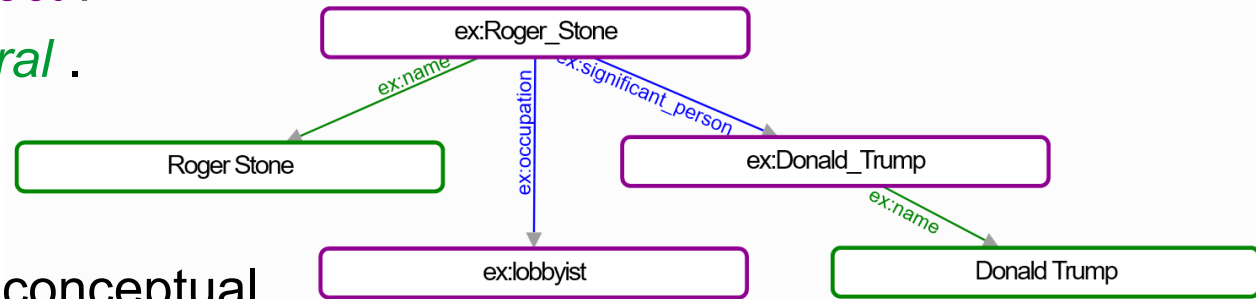 ral .
ex:Roger_Stone
ex:name
ex:occupation
ex:significant_person
Roger Stone
ex:Donald_Trump
ex:name
ex:lobbyist
Donald Trump
conceptual